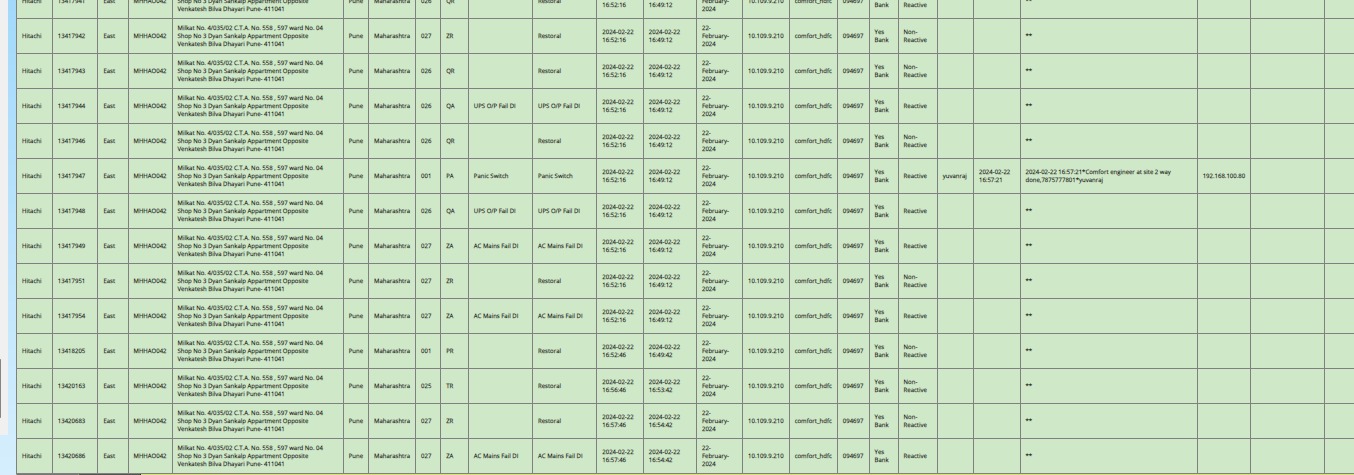 Hitachi 13417941 East MHHAO042 Shop No 3 Dyan Sankalp Appartment Opposite Venkatesh Bilva Dhayari Pune- 411041 Pune Maharashtra 026 QR Restoral 16:52:16 16:49:12 February- 2024 10.109.9.210 comfort_hdfc 094697 Yes Bank Non- Reactive **
Hitachi 13417942 East MHHAO042 Milkat No. 4/035/02 C.T.A. No. 558 , 597 ward No. 04 Shop No 3 Dyan Sankalp Appartment Opposite Venkatesh Bilva Dhayari Pune- 411041 Pune Maharashtra 027 ZR Restoral 2024-02-22 16:52:16 2024-02-22 16:49:12 22- February- 2024 10.109.9.210 comfort_hdfc 094697 Yes Bank Non- Reactive **
Hitachi 13417943 East MHHAO042 Milkat No. 4/035/02 C.T.A. No. 558 , 597 ward No. 04 Shop No 3 Dyan Sankalp Appartment Opposite Venkatesh Bilva Dhayari Pune- 411041 Pune Maharashtra 026 QR Restoral 2024-02-22 16:52:16 2024-02-22 16:49:12 22- February- 2024 10.109.9.210 comfort_hdfc 094697 Yes Bank Non- Reactive **
Hitachi 13417944 East MHHAO042 Milkat No. 4/035/02 C.T.A. No. 558 , 597 ward No. 04 Shop No 3 Dyan Sankalp Appartment Opposite Venkatesh Bilva Dhayari Pune- 411041 Pune Maharashtra 026 QA UPS O/P Fail DI UPS O/P Fail DI 2024-02-22 16:52:16 2024-02-22 16:49:12 22- February- 2024 10.109.9.210 comfort_hdfc 094697 Yes Bank Reactive **
Hitachi 13417946 East MHHAO042 Milkat No. 4/035/02 C.T.A. No. 558 , 597 ward No. 04 Shop No 3 Dyan Sankalp Appartment Opposite Venkatesh Bilva Dhayari Pune- 411041 Pune Maharashtra 026 QR Restoral 2024-02-22 16:52:16 2024-02-22 16:49:12 22- February- 2024 10.109.9.210 comfort_hdfc 094697 Yes Bank Non- Reactive **
Hitachi 13417947 East MHHAO042 Milkat No. 4/035/02 C.T.A. No. 558 , 597 ward No. 04 Shop No 3 Dyan Sankalp Appartment Opposite Venkatesh Bilva Dhayari Pune- 411041 Pune Maharashtra 001 PA Panic Switch Panic Switch 2024-02-22 16:52:16 2024-02-22 16:49:12 22- February- 2024 10.109.9.210 comfort_hdfc 094697 Yes Bank Reactive yuvanraj 2024-02-22 16:57:21 2024-02-22 16:57:21*Comfort engineer at site 2 way done,7875777801*yuvanraj 192.168.100.80
Hitachi 13417948 East MHHAO042 Milkat No. 4/035/02 C.T.A. No. 558 , 597 ward No. 04 Shop No 3 Dyan Sankalp Appartment Opposite Venkatesh Bilva Dhayari Pune- 411041 Pune Maharashtra 026 QA UPS O/P Fail DI UPS O/P Fail DI 2024-02-22 16:52:16 2024-02-22 16:49:12 22- February- 2024 10.109.9.210 comfort_hdfc 094697 Yes Bank Reactive **
Hitachi 13417949 East MHHAO042 Milkat No. 4/035/02 C.T.A. No. 558 , 597 ward No. 04 Shop No 3 Dyan Sankalp Appartment Opposite Venkatesh Bilva Dhayari Pune- 411041 Pune Maharashtra 027 ZA AC Mains Fail DI AC Mains Fail DI 2024-02-22 16:52:16 2024-02-22 16:49:12 22- February- 2024 10.109.9.210 comfort_hdfc 094697 Yes Bank Reactive **
Hitachi 13417951 East MHHAO042 Milkat No. 4/035/02 C.T.A. No. 558 , 597 ward No. 04 Shop No 3 Dyan Sankalp Appartment Opposite Venkatesh Bilva Dhayari Pune- 411041 Pune Maharashtra 027 ZR Restoral 2024-02-22 16:52:16 2024-02-22 16:49:12 22- February- 2024 10.109.9.210 comfort_hdfc 094697 Yes Bank Non- Reactive **
Hitachi 13417954 East MHHAO042 Milkat No. 4/035/02 C.T.A. No. 558 , 597 ward No. 04 Shop No 3 Dyan Sankalp Appartment Opposite Venkatesh Bilva Dhayari Pune- 411041 Pune Maharashtra 027 ZA AC Mains Fail DI AC Mains Fail DI 2024-02-22 16:52:16 2024-02-22 16:49:12 22- February- 2024 10.109.9.210 comfort_hdfc 094697 Yes Bank Reactive **
Hitachi 13418205 East MHHAO042 Milkat No. 4/035/02 C.T.A. No. 558 , 597 ward No. 04 Shop No 3 Dyan Sankalp Appartment Opposite Venkatesh Bilva Dhayari Pune- 411041 Pune Maharashtra 001 PR Restoral 2024-02-22 16:52:46 2024-02-22 16:49:42 22- February- 2024 10.109.9.210 comfort_hdfc 094697 Yes Bank Non- Reactive **
Hitachi 13420163 East MHHAO042 Milkat No. 4/035/02 C.T.A. No. 558 , 597 ward No. 04 Shop No 3 Dyan Sankalp Appartment Opposite Venkatesh Bilva Dhayari Pune- 411041 Pune Maharashtra 025 TR Restoral 2024-02-22 16:56:46 2024-02-22 16:53:42 22- February- 2024 10.109.9.210 comfort_hdfc 094697 Yes Bank Non- Reactive **
Hitachi 13420683 East MHHAO042 Milkat No. 4/035/02 C.T.A. No. 558 , 597 ward No. 04 Shop No 3 Dyan Sankalp Appartment Opposite Venkatesh Bilva Dhayari Pune- 411041 Pune Maharashtra 027 ZR Restoral 2024-02-22 16:57:46 2024-02-22 16:54:42 22- February- 2024 10.109.9.210 comfort_hdfc 094697 Yes Bank Non- Reactive **
Hitachi 13420686 East MHHAO042 Milkat No. 4/035/02 C.T.A. No. 558 , 597 ward No. 04 Shop No 3 Dyan Sankalp Appartment Opposite Venkatesh Bilva Dhayari Pune- 411041 Pune Maharashtra 027 ZA AC Mains Fail DI AC Mains Fail DI 2024-02-22 16:57:46 2024-02-22 16:54:42 22- February- 2024 10.109.9.210 comfort_hdfc 094697 Yes Bank Reactive **